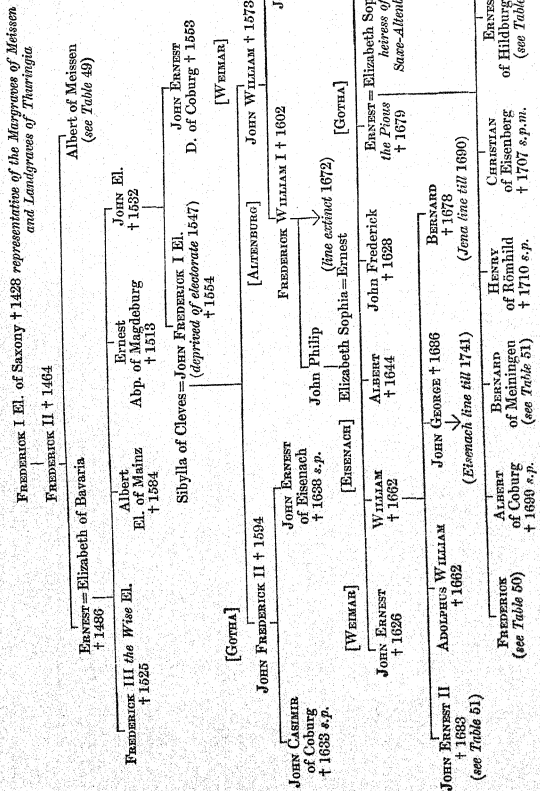 FREDERICK I El. of Saxony † 1428 representative of the Margraves of Meissen
and Landgraves of Thuringia
FREDERICK II † 1464
ERNEST=Elizabeth of Bavaria
† 1486
Albert of Meissen
(see Table 49)
FREDERICK III the Wise El.
† 1525
Albert
El. of Mainz
† 1584
Ernest
Abp. of Magdeburg
† 1513
JOHN El.
† 1532
Sibylla of Cleves=JOHN FREDERICK I El.
(deprived of electorate 1547)
† 1554
JOHN ERNEST
D. of Coburg † 1553
[GOTHA]
JOHN FREDERICK II † 1594
[WEIMAR]
JOHN WILLIAM † 1573
JOHN CASIMIR
of Coburg
† 1633 s.p.
JOHN ERNEST
of Eisenach
† 1638 s.p.
[ALTENBURG]
FREDERICK WILLIAM I † 1602
J
John Philip
(line extinct 1672)
Elizabeth Sophia=Ernest
[WEIMAR]
JOHN ERNEST
† 1626
[EISENACH]
WILLIAM
† 1662
ALBERT
† 1644
John Frederick
† 1628
[GOTHA]
ERNEST=Elizabeth Sop
the Pious
† 1679
heiress of
Saxe-Altenb
JOHN ERNEST II
† 1683
(see Table 51)
ADOLPHUS WILLIAM
† 1662
JOHN GEORGE † 1686
(Eisenach line till 1741)
BERNARD
† 1678
(Jena line till 1690)
FREDERICK
(see Table 50)
ALBERT
of Coburg
† 1699 s.p.
BERNARD
of Meiningen
(see Table 51)
HENRY
of Römhild
† 1710 s.p.
CHRISTIAN
of Eisenberg
† 1707 s.p.m.
ERNES
of Hildburg
(see Table